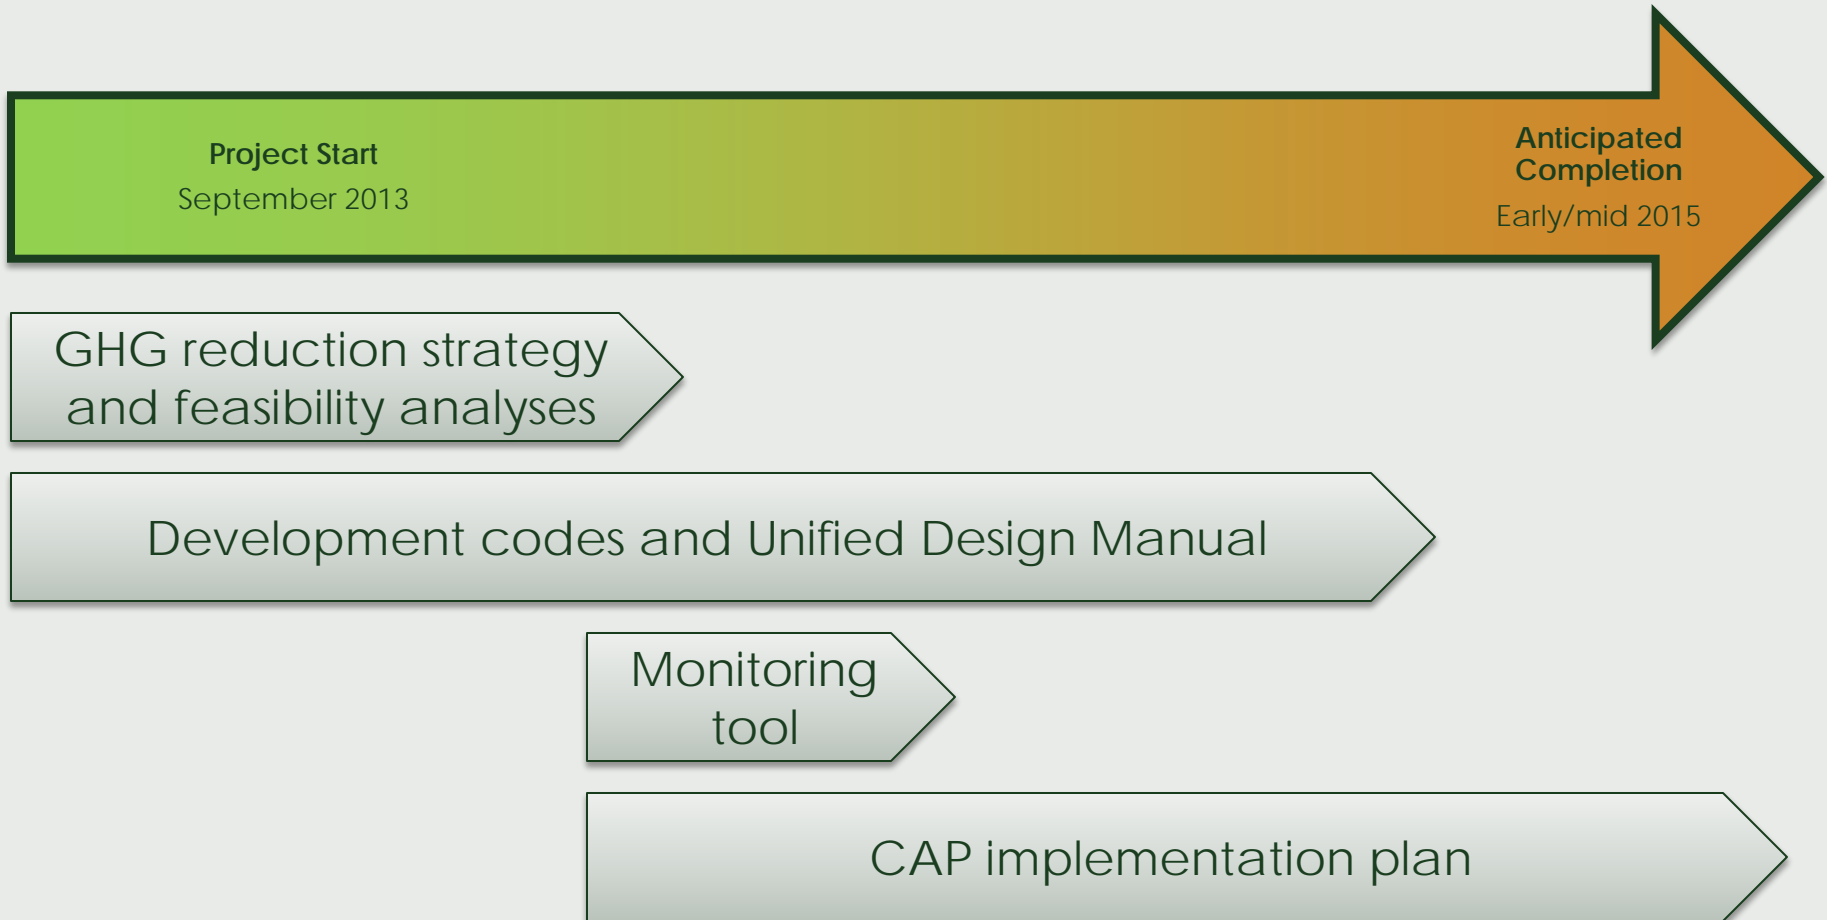 Project Start
September 2013
Anticipated
Completion
Early/mid 2015
GHG reduction strategy
and feasibility analyses
Development codes and Unified Design Manual
Monitoring
tool
CAP implementation plan